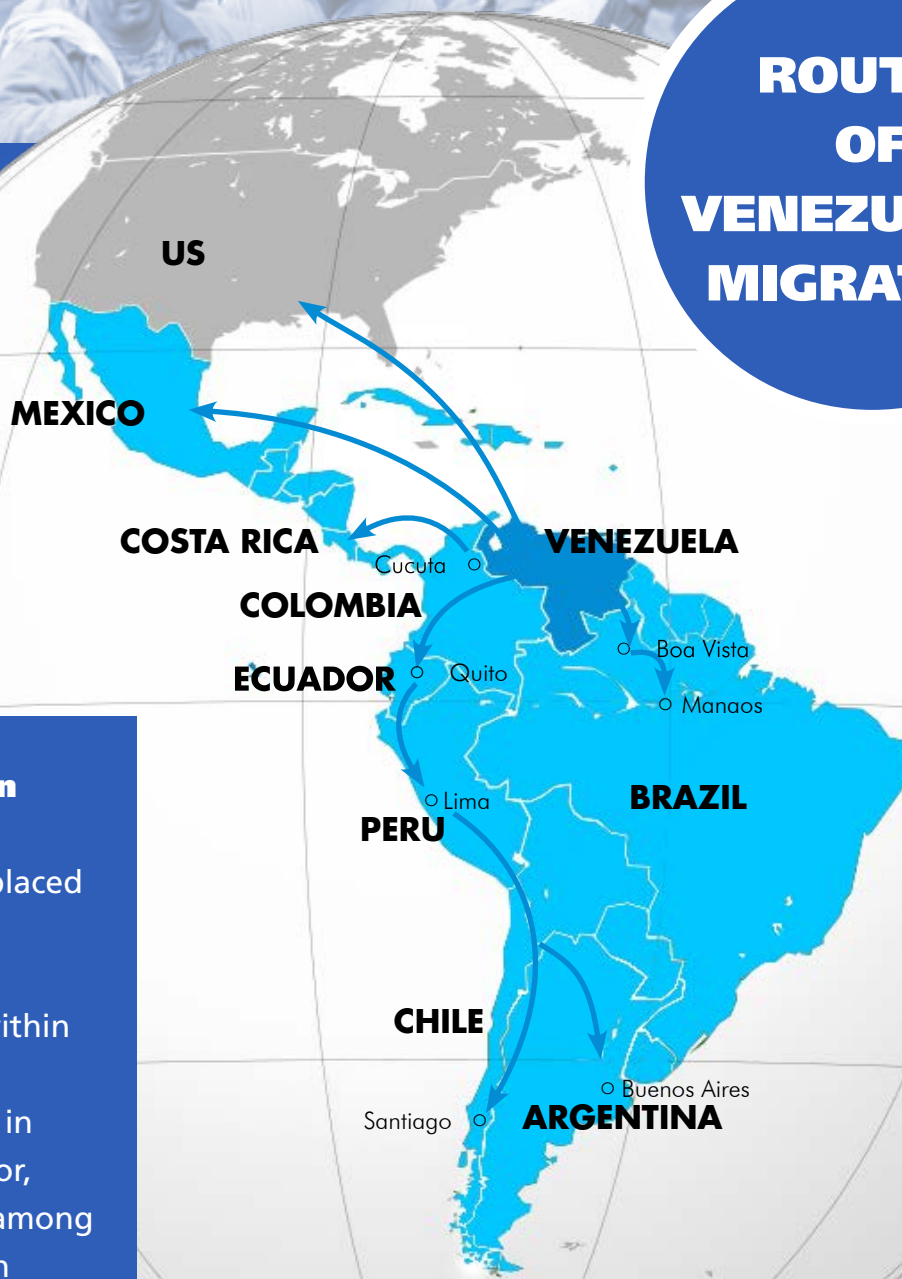 ROUT
OF
VENEZU
MIGRAT
US
MEXICO
COSTA RICA
VENEZUELA
Cucuta
COLOMBIA
Boa Vista
ECUADOR
Quito
Manaos
BRAZIL
Lima
PERU
CHILE
Buenos Aires
Santiago
ARGENTINA
n
placed
ithin
in
or,
among
n